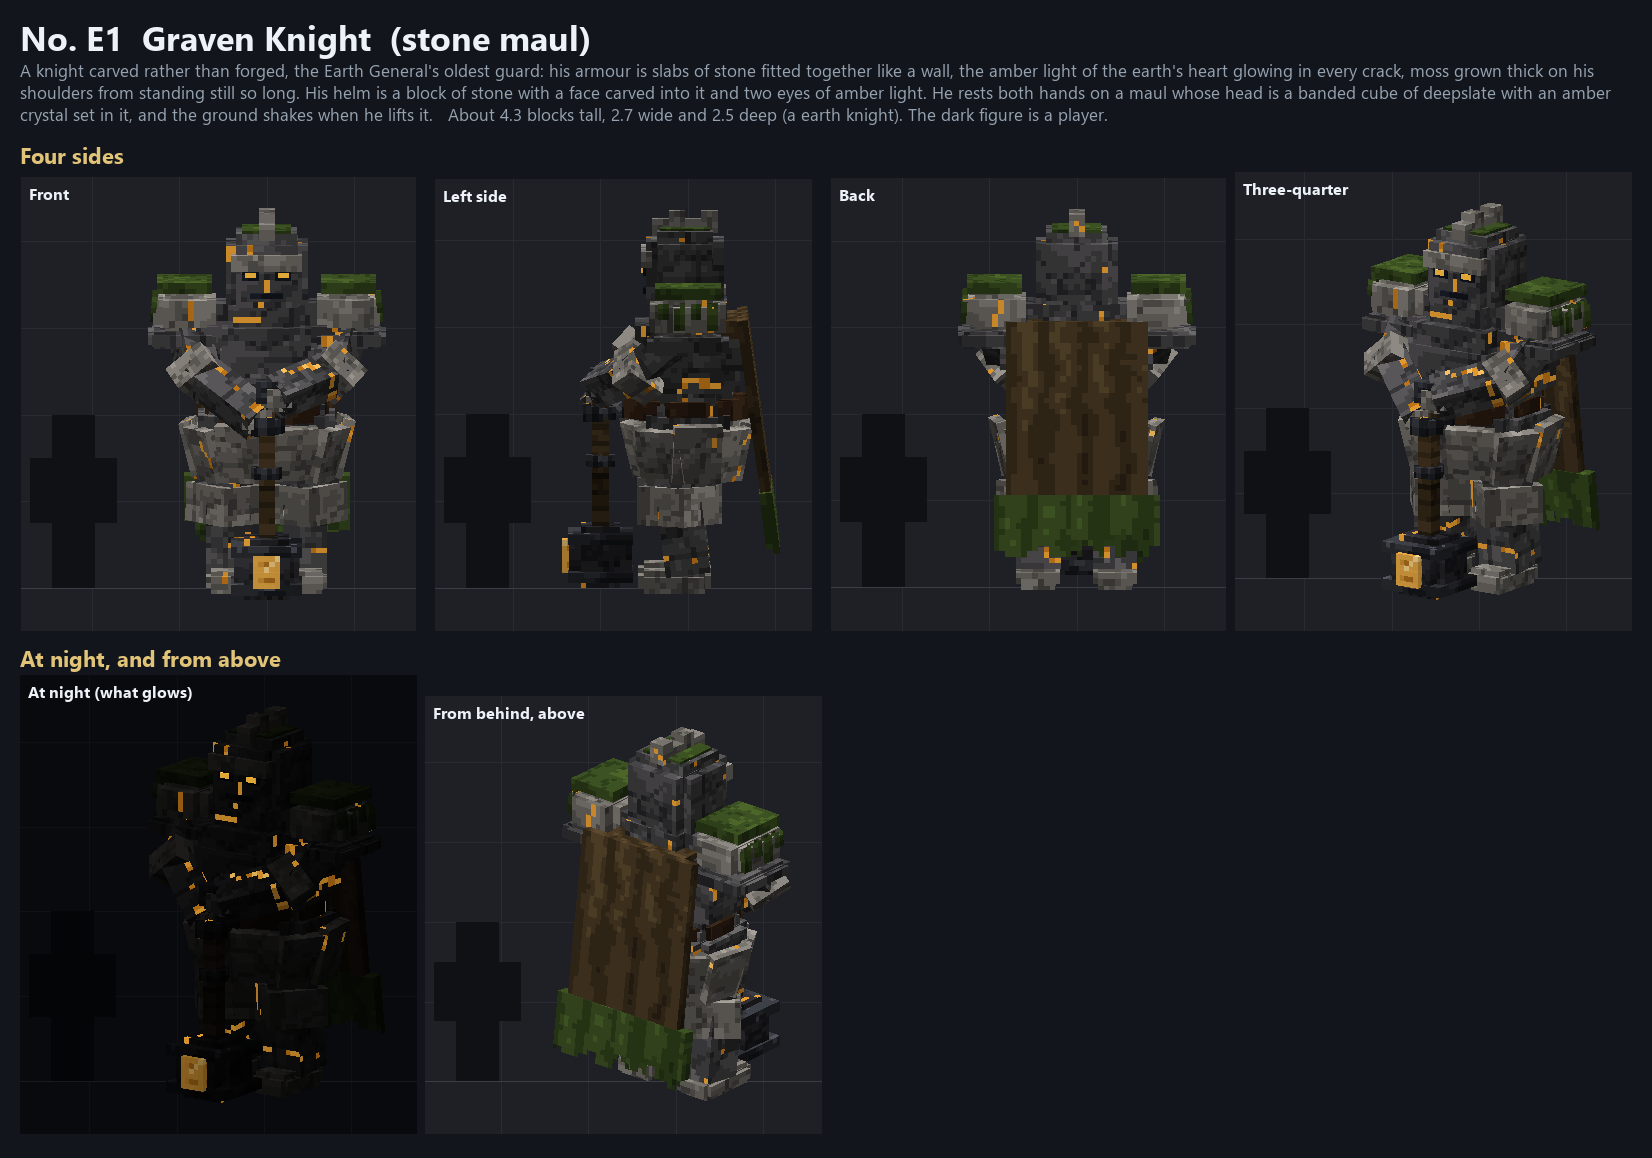 No. E1  Graven Knight  (stone maul)
A knight carved rather than forged, the Earth General's oldest guard: his armour is slabs of stone fitted together like a wall, the amber light of the earth's heart glowing in every crack, moss grown thick on his
shoulders from standing still so long. His helm is a block of stone with a face carved into it and two eyes of amber light. He rests both hands on a maul whose head is a banded cube of deepslate with an amber
crystal set in it, and the ground shakes when he lifts it.   About 4.3 blocks tall, 2.7 wide and 2.5 deep (a earth knight). The dark figure is a player.
Four sides
Front
Left side
Back
Three-quarter
At night, and from above
At night (what glows)
From behind, above